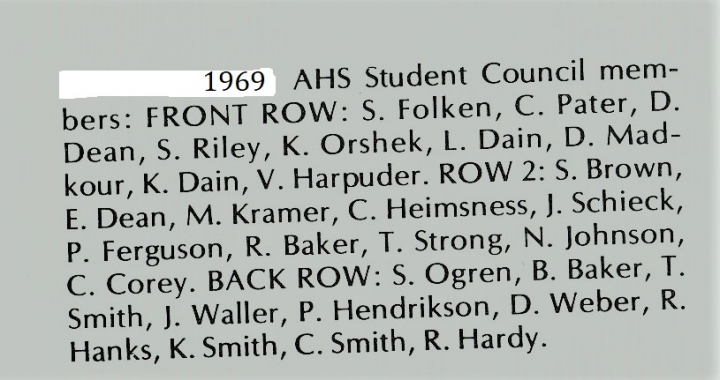 1969 AHS Student Council mem-
bers: FRONT ROW: S. Folken, C. Pater, D.
Dean, S. Riley, K. Orshek, L. Dain, D. Mad-
kour, K. Dain, V. Harpuder. ROW 2: S. Brown,
E. Dean, M. Kramer, C. Heimsness, J. Schieck,
P. Ferguson, R. Baker, T. Strong, N. Johnson,
C. Corey. BACK ROW: S. Ogren, B. Baker, T.
Smith, J. Waller, P. Hendrikson, D. Weber, R.
Hanks, K. Smith, C. Smith, R. Hardy.